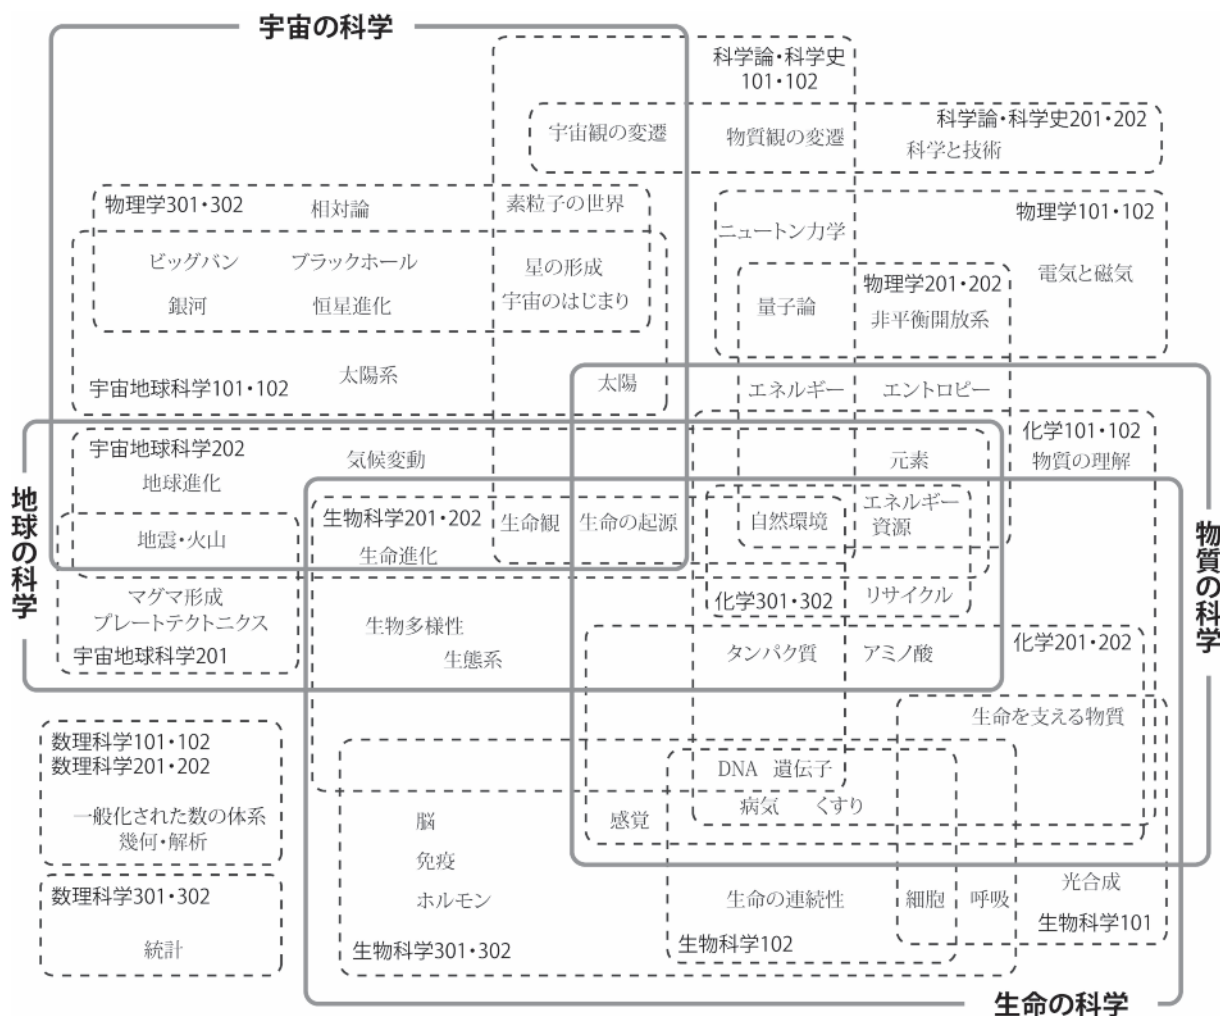 宇宙の科学
科学論・科学史
101・102
科学論・科学史201・202
宇宙観の変遷
物質観の変遷
科学と技術
物理学301・302
相対論
素粒子の世界
物理学101・102
ニュートン力学
ビッグバン
ブラックホール
星の形成
電気と磁気
物理学201・202
銀河
恒星進化
宇宙のはじまり
量子論
非平衡開放系
宇宙地球科学101・102
太陽系
太陽
エネルギー
エントロピー
宇宙地球科学202
気候変動
元素
化学101・102
物質の理解
地球進化
地球の科学
物質の科学
生物科学201・202
生命観
生命の起源
自然環境
エネルギー
資源
地震・火山
生命進化
マグマ形成
プレートテクトニクス
宇宙地球科学201
生物多様性
生態系
化学301・302
リサイクル
タンパク質
アミノ酸
化学201・202
生命を支える物質
数理科学101・102
数理科学201・202
一般化された数の体系
幾何・解析
DNA 遺伝子
病気
くすり
脳
感覚
免疫
ホルモン
数理科学301・302
統計
生命の連続性
細胞
呼吸
光合成
生物科学101
生物科学301・302
生物科学102
生命の科学